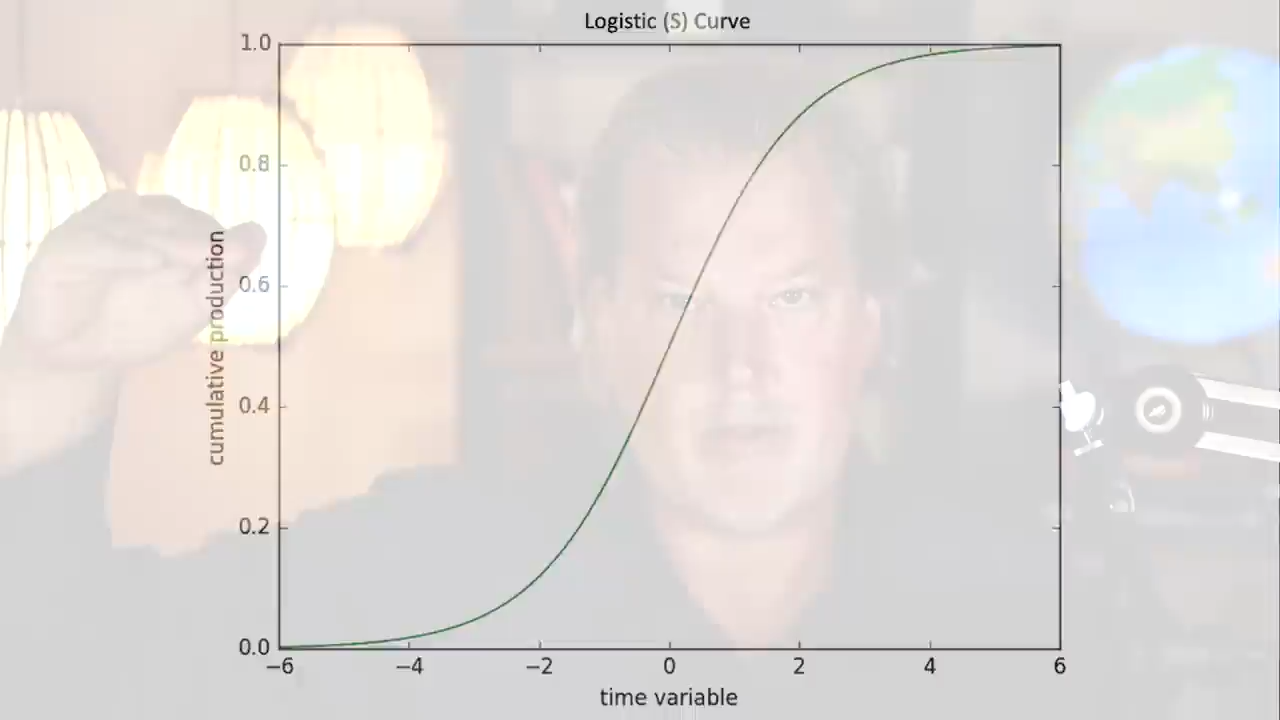 Logistic (S) Curve
1.0
0.8
0.6
0.4
0.2
0.0
cumulative production
−6 −4 −2 0 2 4 6
time variable